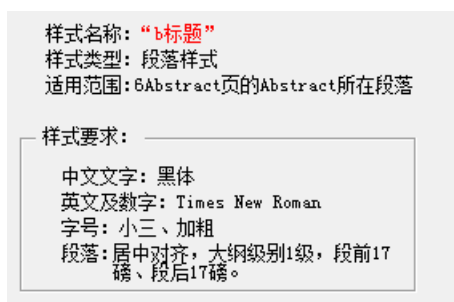 样式名称：“b标题”
样式类型：段落样式
适用范围：6Abstract页的Abstract所在段落
样式要求：
中文文字：黑体
英文及数字：Times New Roman
字号：小三、加粗
段落：居中对齐，大纲级别1级，段前17
磅、段后17磅。